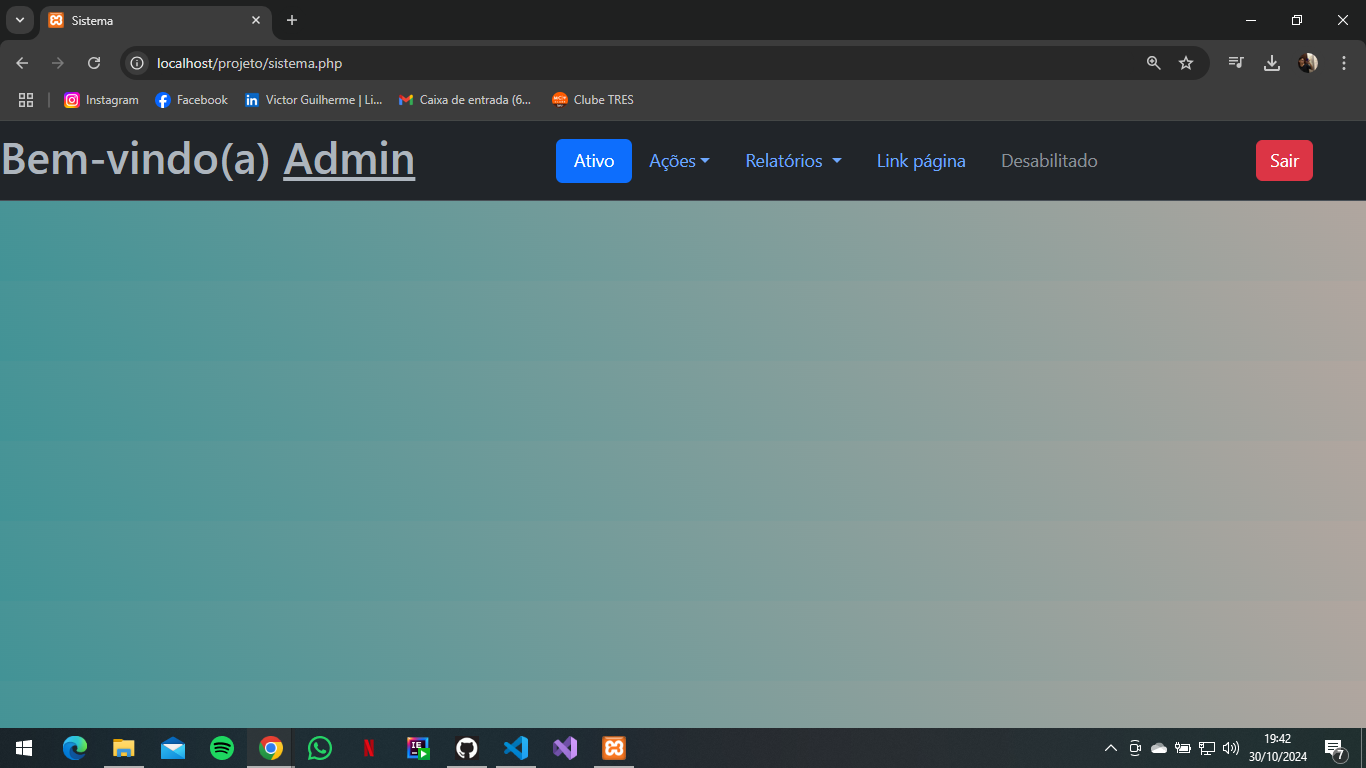 Sistema
localhost/projeto/sistema.php
Instagram Facebook Victor Guilherme | Li... Caixa de entrada (6... Clube TRES
Bem-vindo(a) Admin Ativo Ações Relatórios Link página Desabilitado Sair
19:42
30/10/2024
7